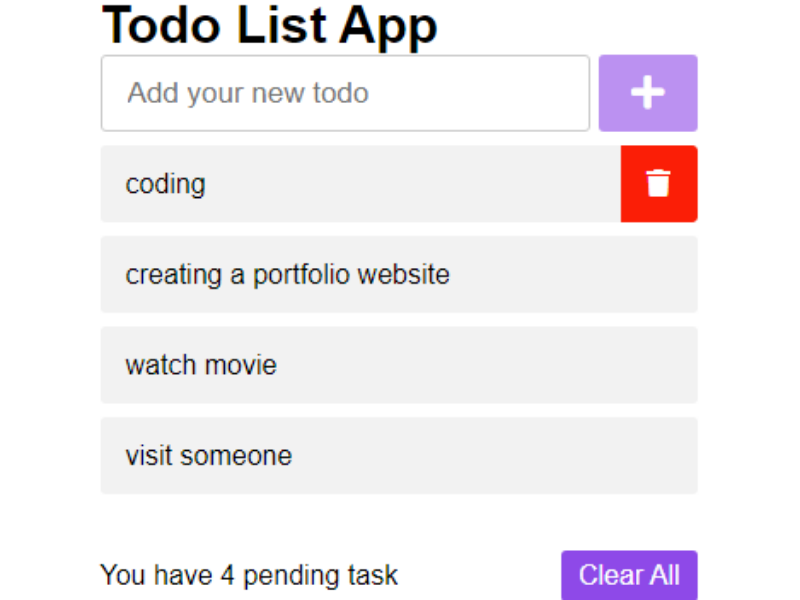 Todo List App
Add your new todo
coding
creating a portfolio website
watch movie
visit someone
You have 4 pending task
Clear All